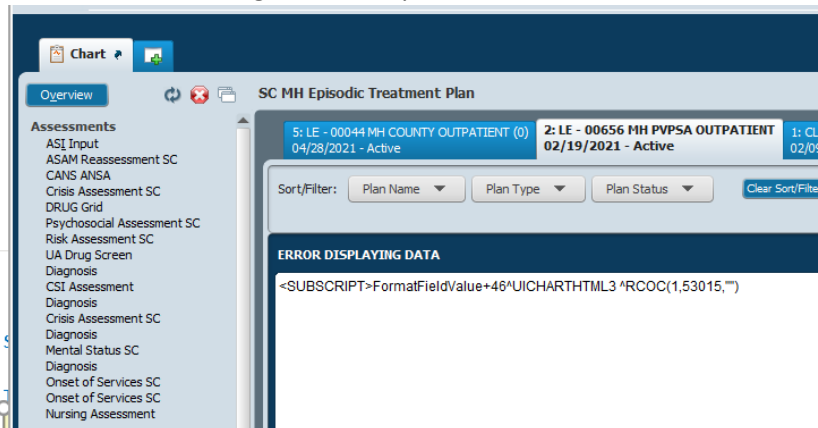 Chart
Overview
SC MH Episodic Treatment Plan
Assessments
ASI Input
ASAM Reassessment SC
CANS ANSA
Crisis Assessment SC
DRUG Grid
Psychosocial Assessment SC
Risk Assessment SC
UA Drug Screen
Diagnosis
CSI Assessment
Diagnosis
Crisis Assessment SC
Diagnosis
Mental Status SC
Diagnosis
Onset of Services SC
Onset of Services SC
Nursing Assessment
5: LE - 00044 MH COUNTY OUTPATIENT (0)
04/28/2021 - Active
2: LE - 00656 MH PVPSA OUTPATIENT
02/19/2021 - Active
1: CL
02/09
Sort/Filter: Plan Name Plan Type Plan Status Clear Sort/Filte
ERROR DISPLAYING DATA
<SUBSCRIPT>FormatFieldValue+46^UICHARTHTML3 ^RCOC(1,53015,"")